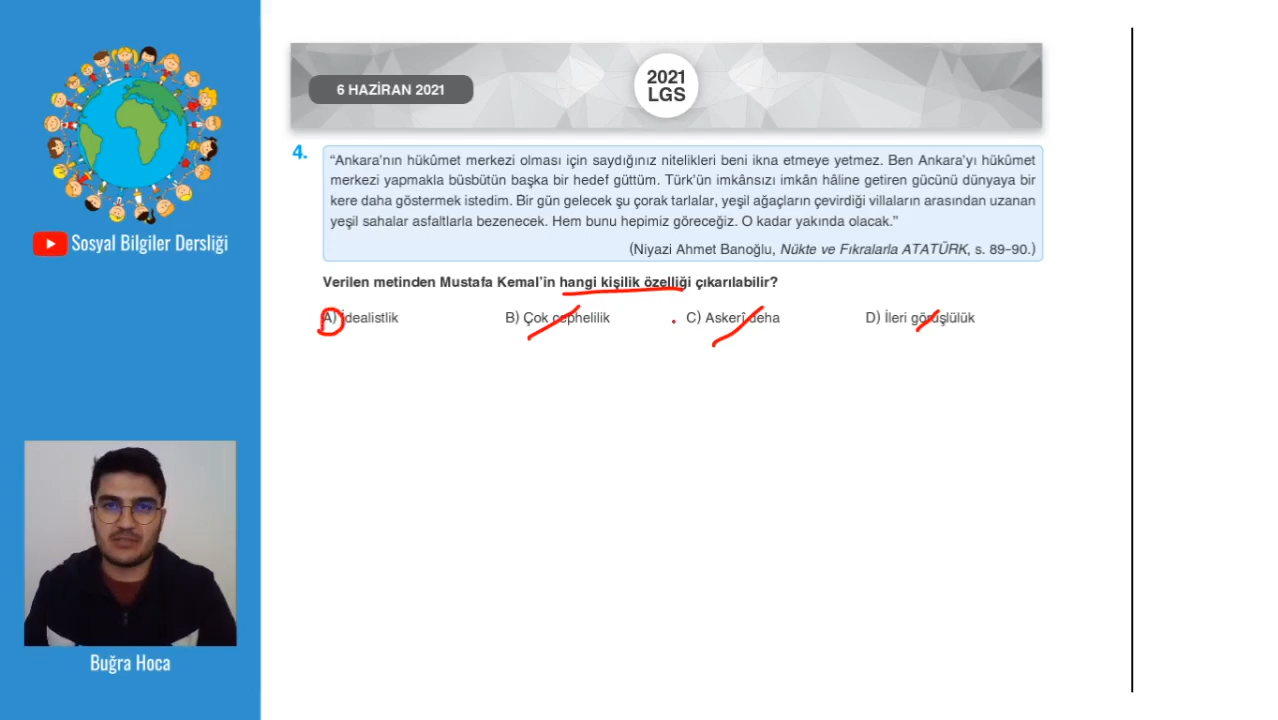 6 HAZİRAN 2021
2021
LGS
Sosyal Bilgiler Dersliği
4.
“Ankara’nın hükûmet merkezi olması için saydığınız nitelikleri beni ikna etmeye yetmez. Ben Ankara’yı hükûmet
merkezi yapmakla büsbütün başka bir hedef güttüm. Türk’ün imkânsızı imkân hâline getiren gücünü dünyaya bir
kere daha göstermek istedim. Bir gün gelecek şu çorak tarlalar, yeşil ağaçların çevirdiği villaların arasından uzanan
yeşil sahalar asfaltlarla bezenecek. Hem bunu hepimiz göreceğiz. O kadar yakında olacak.”
(Niyazi Ahmet Banoğlu, Nükte ve Fıkralarla ATATÜRK, s. 89-90.)
Verilen metinden Mustafa Kemal’in hangi kişilik özelliği çıkarılabilir?
A) İdealistlik B) Çok cephelilik C) Askerî deha D) İleri görüşlülük
Buğra Hoca